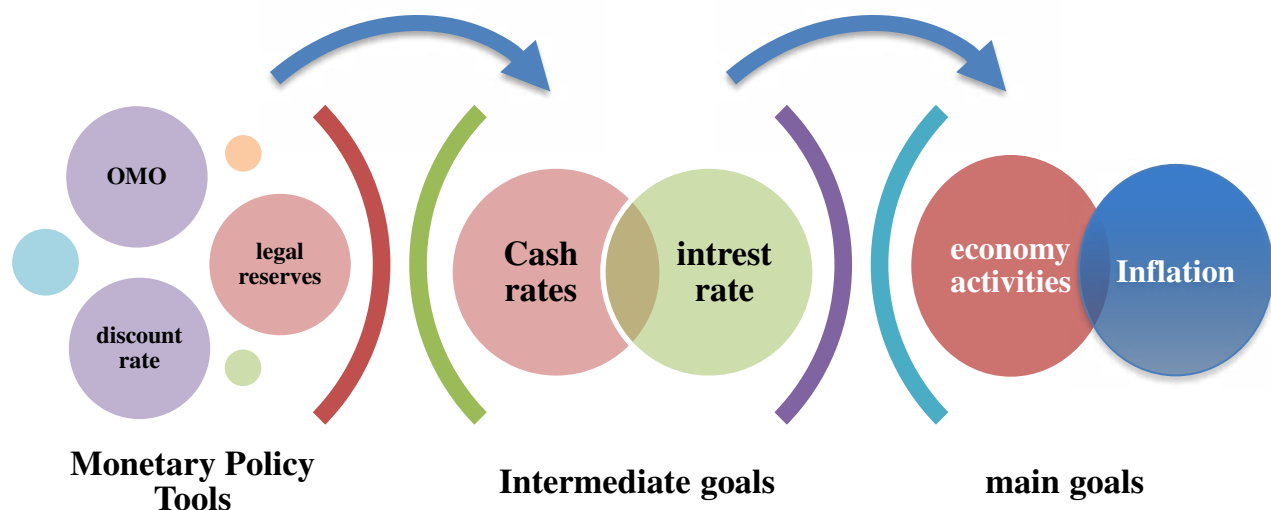 OMO
legal
reserves
discount
rate
Monetary Policy
Tools
Cash
rates
intrest
rate
Intermediate goals
economy
activities
Inflation
main goals